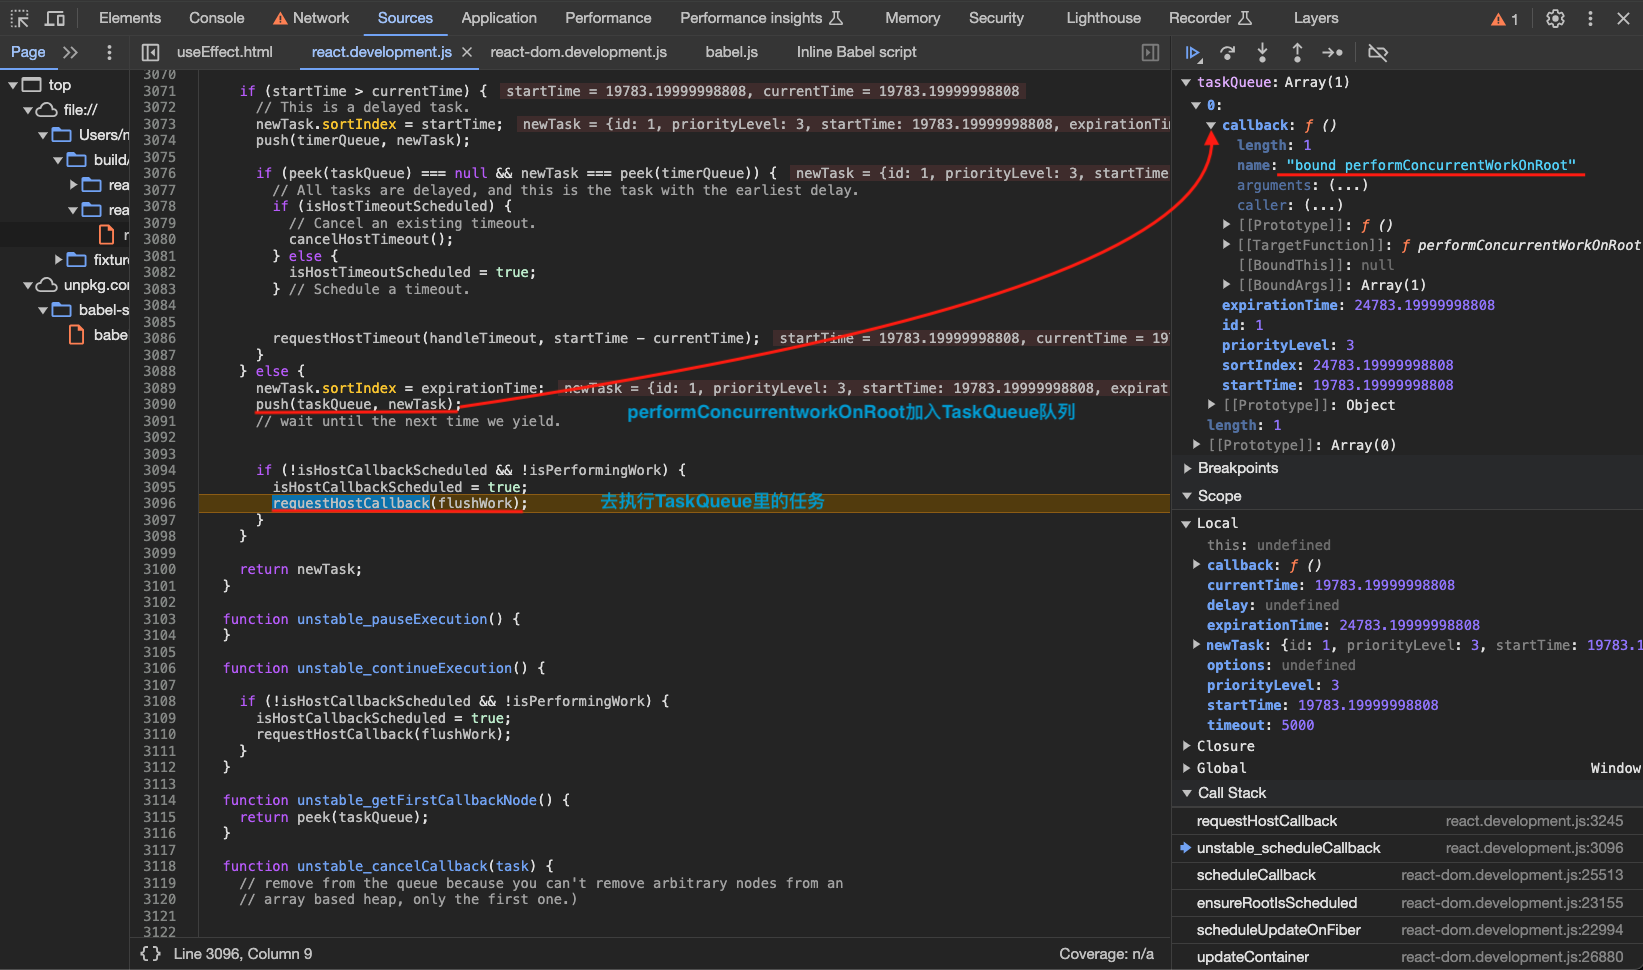 Elements Console Network Sources Application Performance Performance insights Memory Security Lighthouse Recorder Layers 1
Page useEffect.html react.development.js react-dom.development.js babel.js Inline Babel script
top
file://
Users/n
build/
rea
rea
r
fixture
unpkg.con
babel-s
babe
3070
3071 if (startTime > currentTime) { startTime = 19783.19999998808, currentTime = 19783.19999998808
3072 // This is a delayed task.
3073 newTask.sortIndex = startTime; newTask = {id: 1, priorityLevel: 3, startTime: 19783.19999998808, expirationTi
3074 push(timerQueue, newTask);
3075
3076 if (peek(taskQueue) === null && newTask === peek(timerQueue)) { newTask = {id: 1, priorityLevel: 3, startTime
3077 // All tasks are delayed, and this is the task with the earliest delay.
3078 if (isHostTimeoutScheduled) {
3079 // Cancel an existing timeout.
3080 cancelHostTimeout();
3081 } else {
3082 isHostTimeoutScheduled = true;
3083 } // Schedule a timeout.
3084
3085
3086 requestHostTimeout(handleTimeout, startTime - currentTime); startTime = 19783.19999998808, currentTime = 19
3087 }
3088 } else {
3089 newTask.sortIndex = expirationTime; newTask = {id: 1, priorityLevel: 3, startTime: 19783.19999998808, expirat
3090 push(taskQueue, newTask);
performConcurrentworkOnRoot加入TaskQueue队列
3091 // wait until the next time we yield.
3092
3093
3094 if (!isHostCallbackScheduled && !isPerformingWork) {
3095 isHostCallbackScheduled = true;
3096 requestHostCallback(flushWork); 去执行TaskQueue里的任务
3097 }
3098 }
3099
3100 return newTask;
3101 }
3102
3103 function unstable_pauseExecution() {
3104 }
3105
3106 function unstable_continueExecution() {
3107
3108 if (!isHostCallbackScheduled && !isPerformingWork) {
3109 isHostCallbackScheduled = true;
3110 requestHostCallback(flushWork);
3111 }
3112 }
3113
3114 function unstable_getFirstCallbackNode() {
3115 return peek(taskQueue);
3116 }
3117
3118 function unstable_cancelCallback(task) {
3119 // remove from the queue because you can't remove arbitrary nodes from an
3120 // array based heap, only the first one.)
3121
3122
{} Line 3096, Column 9 Coverage: n/a
taskQueue: Array(1)
0:
callback: ƒ ()
length: 1
name: "bound performConcurrentWorkOnRoot"
arguments: (...)
caller: (...)
[[Prototype]]: ƒ ()
[[TargetFunction]]: ƒ performConcurrentWorkOnRoot
[[BoundThis]]: null
[[BoundArgs]]: Array(1)
expirationTime: 24783.19999998808
id: 1
priorityLevel: 3
sortIndex: 24783.19999998808
startTime: 19783.19999998808
[[Prototype]]: Object
length: 1
[[Prototype]]: Array(0)
Breakpoints
Scope
Local
this: undefined
callback: ƒ ()
currentTime: 19783.19999998808
delay: undefined
expirationTime: 24783.19999998808
newTask: {id: 1, priorityLevel: 3, startTime: 19783.1
options: undefined
priorityLevel: 3
startTime: 19783.19999998808
timeout: 5000
Closure
Global Window
Call Stack
requestHostCallback react.development.js:3245
unstable_scheduleCallback react.development.js:3096
scheduleCallback react-dom.development.js:25513
ensureRootIsScheduled react-dom.development.js:23155
scheduleUpdateOnFiber react-dom.development.js:22994
updateContainer react-dom.development.js:26880